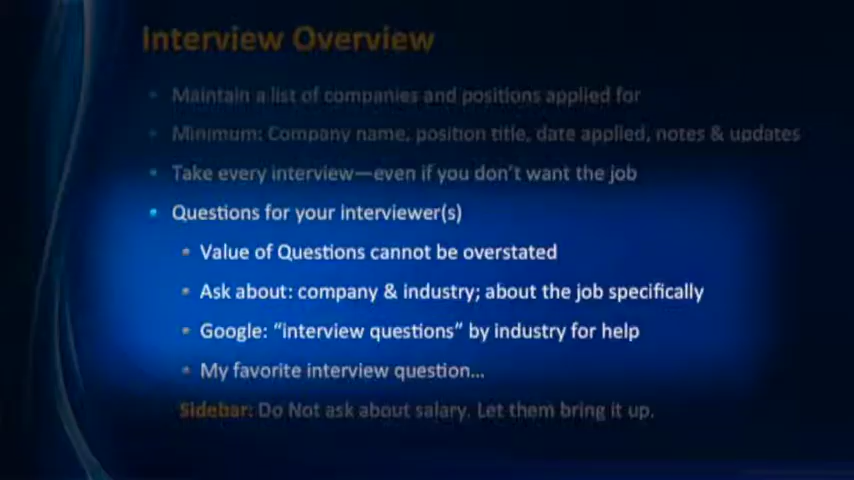 Interview Overview
• Maintain a list of companies and positions applied for
• Minimum: Company name, position title, date applied, notes & updates
• Take every interview—even if you don't want the job
• Questions for your interviewer(s)
• Value of Questions cannot be overstated
• Ask about: company & industry; about the job specifically
• Google: "interview questions" by industry for help
• My favorite interview question...
Sidebar: Do Not ask about salary. Let them bring it up.